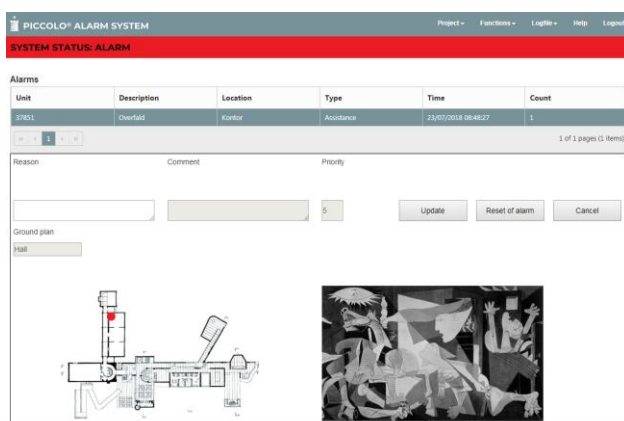 PICCOLO® ALARM SYSTEM
Project Functions Logfile Help Logout
SYSTEM STATUS: ALARM
Alarms
Unit Description Location Type Time Count
37851 Overfald Kontor Assistance 23/07/2018 08:48:27 1
1 1 of 1 pages (1 items)
Reason Comment Priority
5 Update Reset of alarm Cancel
Ground plan
Hall